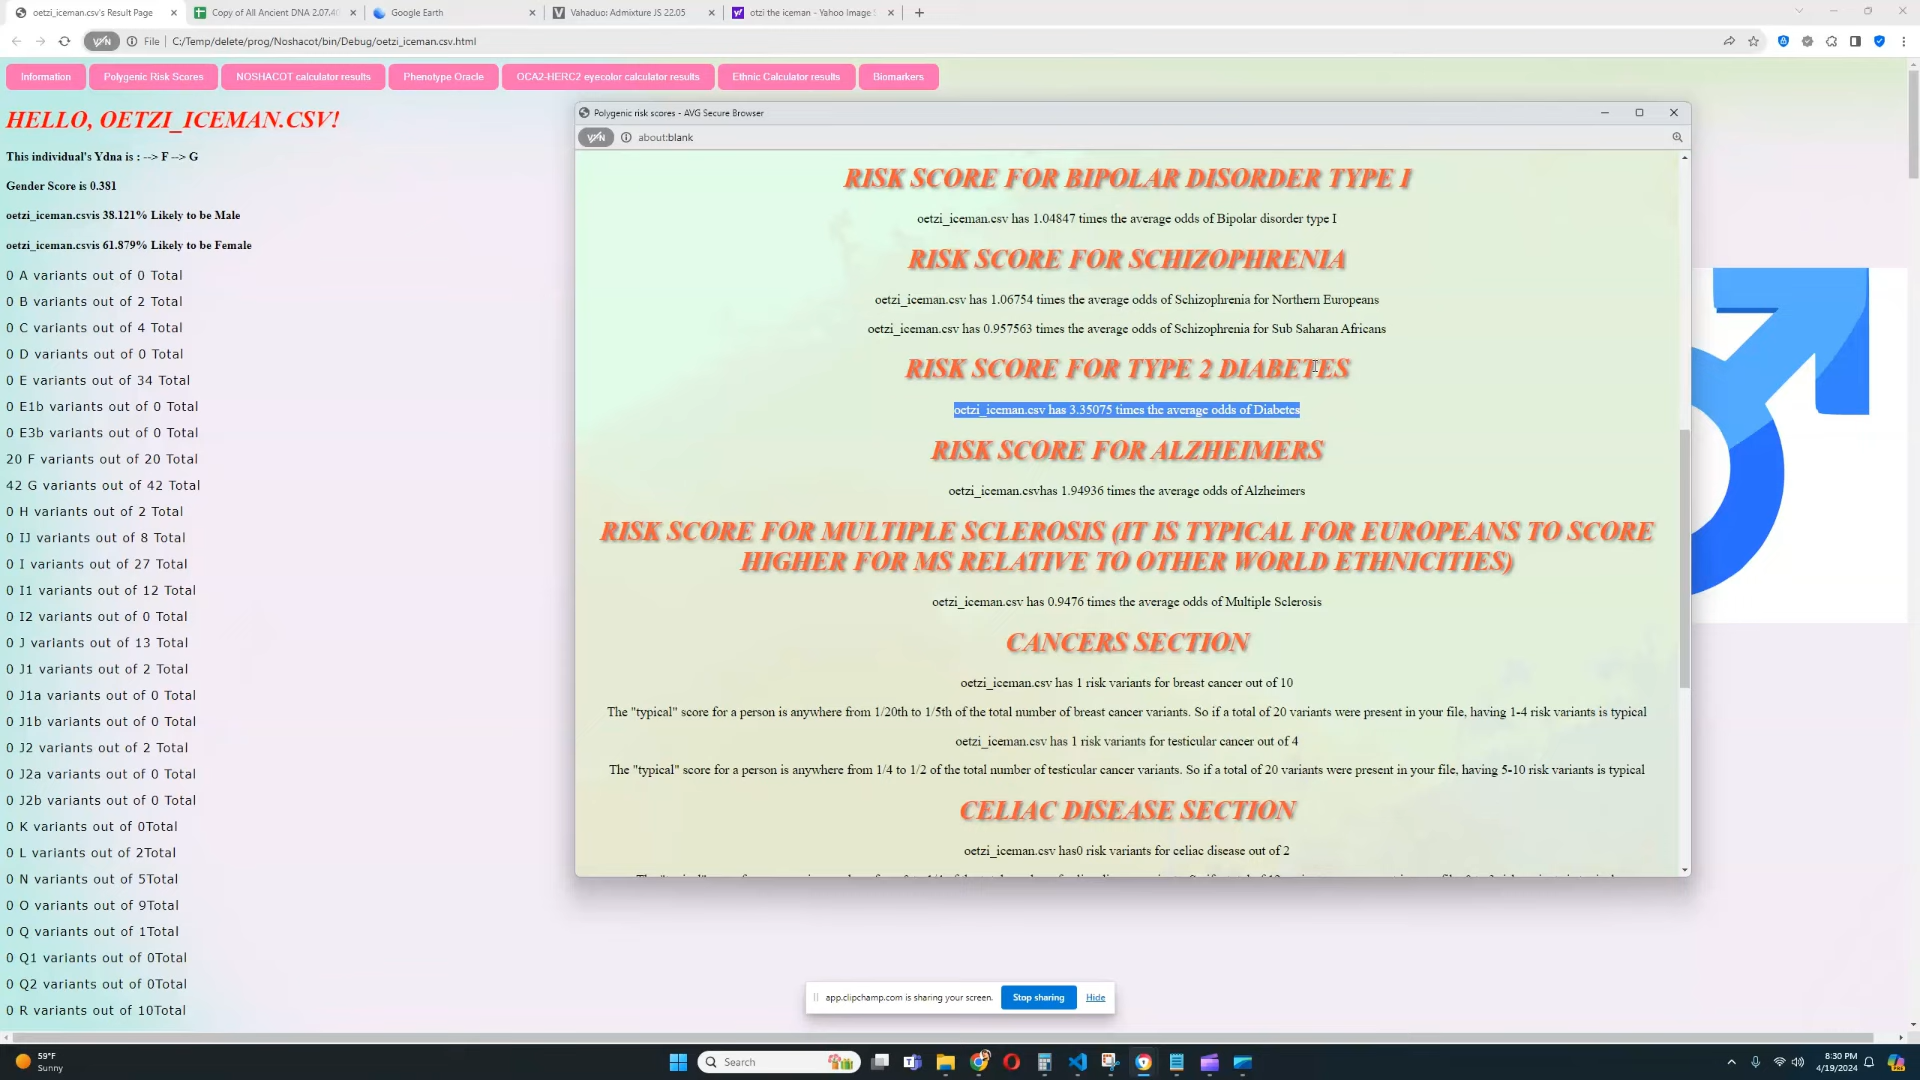 oetzi_iceman.csv's Result Page
Copy of All Ancient DNA 2.07.40
Google Earth
Vahaduo: Admixture JS 22.05
otzi the iceman - Yahoo Image S
VPN
File
C:/Temp/delete/prog/Noshacot/bin/Debug/oetzi_iceman.csv.html
Information
Polygenic Risk Scores
NOSHACOT calculator results
Phenotype Oracle
OCA2-HERC2 eyecolor calculator results
Ethnic Calculator results
Biomarkers
HELLO, OETZI_ICEMAN.CSV!
This individual's Ydna is : --> F --> G
Gender Score is 0.381
oetzi_iceman.csvis 38.121% Likely to be Male
oetzi_iceman.csvis 61.879% Likely to be Female
0 A variants out of 0 Total
0 B variants out of 2 Total
0 C variants out of 4 Total
0 D variants out of 0 Total
0 E variants out of 34 Total
0 E1b variants out of 0 Total
0 E3b variants out of 0 Total
20 F variants out of 20 Total
42 G variants out of 42 Total
0 H variants out of 2 Total
0 IJ variants out of 8 Total
0 I variants out of 27 Total
0 I1 variants out of 12 Total
0 I2 variants out of 0 Total
0 J variants out of 13 Total
0 J1 variants out of 2 Total
0 J1a variants out of 0 Total
0 J1b variants out of 0 Total
0 J2 variants out of 2 Total
0 J2a variants out of 0 Total
0 J2b variants out of 0 Total
0 K variants out of 0Total
0 L variants out of 2Total
0 N variants out of 5Total
0 O variants out of 9Total
0 Q variants out of 1Total
0 Q1 variants out of 0Total
0 Q2 variants out of 0Total
0 R variants out of 10Total
Polygenic risk scores - AVG Secure Browser
VPN
about:blank
RISK SCORE FOR BIPOLAR DISORDER TYPE I
oetzi_iceman.csv has 1.04847 times the average odds of Bipolar disorder type I
RISK SCORE FOR SCHIZOPHRENIA
oetzi_iceman.csv has 1.06754 times the average odds of Schizophrenia for Northern Europeans
oetzi_iceman.csv has 0.957563 times the average odds of Schizophrenia for Sub Saharan Africans
RISK SCORE FOR TYPE 2 DIABETES
oetzi_iceman.csv has 3.35075 times the average odds of Diabetes
RISK SCORE FOR ALZHEIMERS
oetzi_iceman.csvhas 1.94936 times the average odds of Alzheimers
RISK SCORE FOR MULTIPLE SCLEROSIS (IT IS TYPICAL FOR EUROPEANS TO SCORE
HIGHER FOR MS RELATIVE TO OTHER WORLD ETHNICITIES)
oetzi_iceman.csv has 0.9476 times the average odds of Multiple Sclerosis
CANCERS SECTION
oetzi_iceman.csv has 1 risk variants for breast cancer out of 10
The "typical" score for a person is anywhere from 1/20th to 1/5th of the total number of breast cancer variants. So if a total of 20 variants were present in your file, having 1-4 risk variants is typical
oetzi_iceman.csv has 1 risk variants for testicular cancer out of 4
The "typical" score for a person is anywhere from 1/4 to 1/2 of the total number of testicular cancer variants. So if a total of 20 variants were present in your file, having 5-10 risk variants is typical
CELIAC DISEASE SECTION
oetzi_iceman.csv has0 risk variants for celiac disease out of 2
app.clipchamp.com is sharing your screen.
Stop sharing
Hide
59°F
Sunny
Search
8:30 PM
4/19/2024